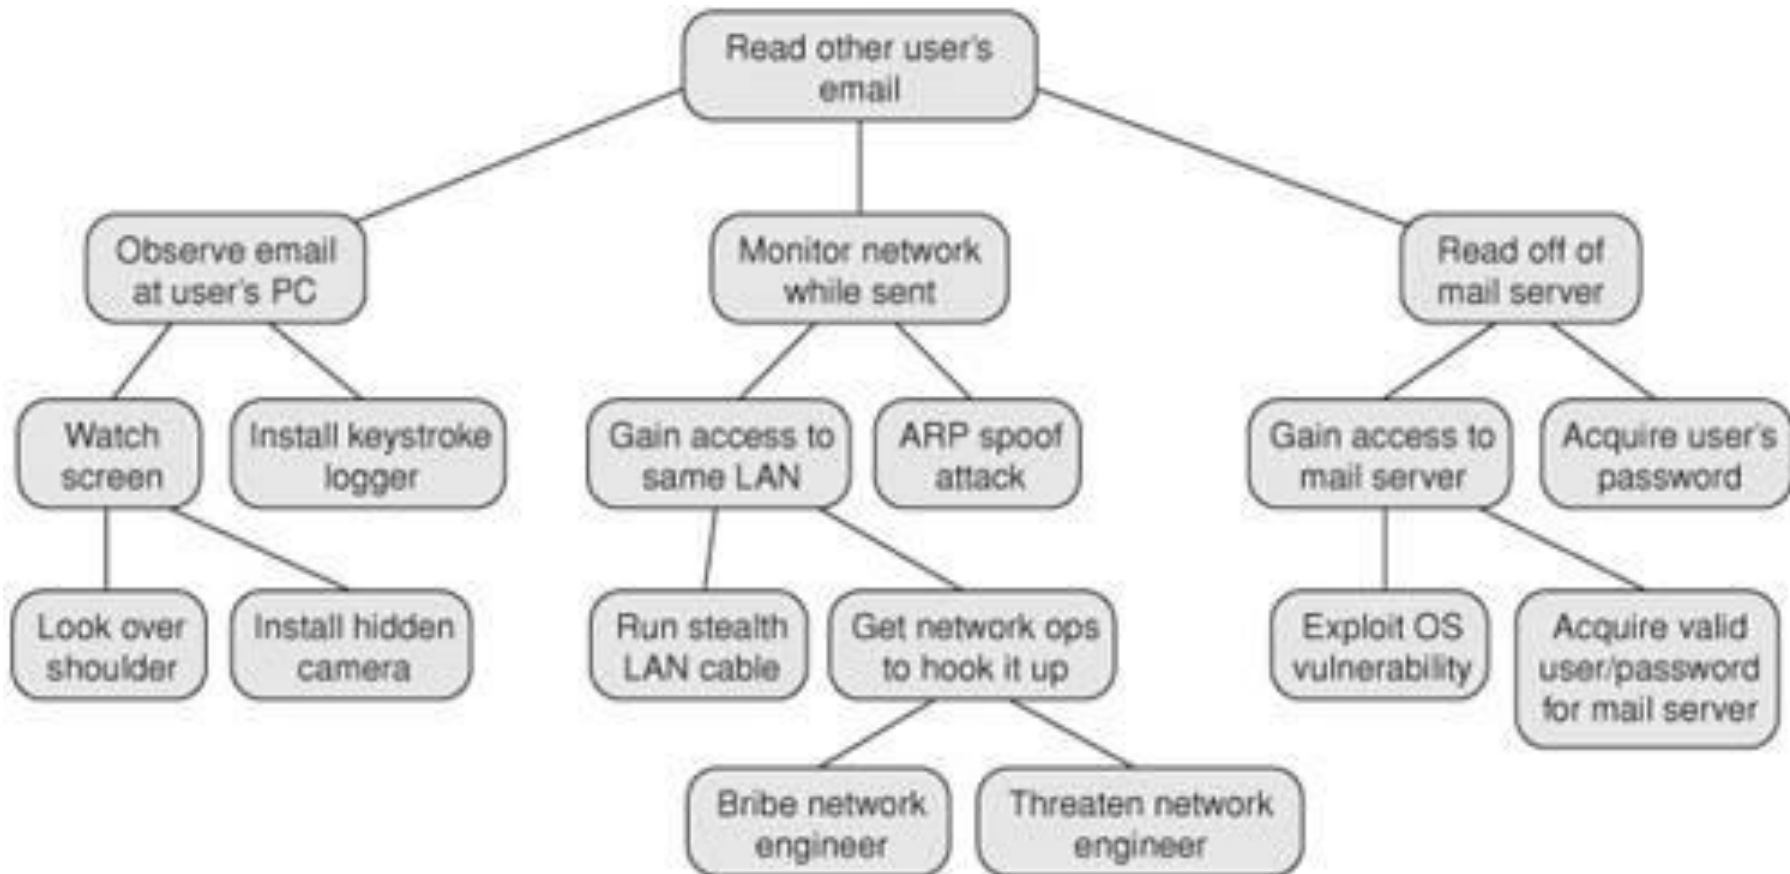 Read other user's
email
Observe email
at user's PC
Monitor network
while sent
Read off of
mail server
Watch
screen
Install keystroke
logger
Gain access to
same LAN
ARP spoof
attack
Gain access to
mail server
Acquire user's
password
Look over
shoulder
Install hidden
camera
Run stealth
LAN cable
Get network ops
to hook it up
Exploit OS
vulnerability
Acquire valid
user/password
for mail server
Bribe network
engineer
Threaten network
engineer